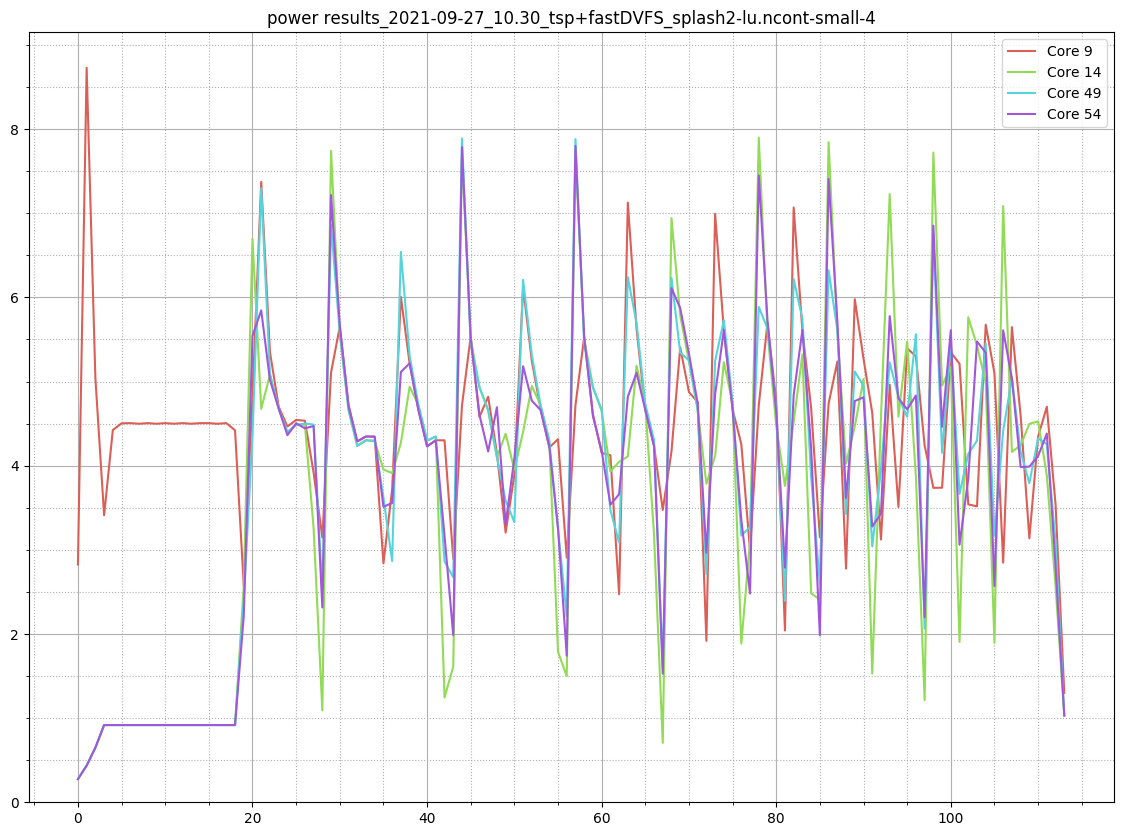 power results_2021-09-27_10.30_tsp+fastDVFS_splash2-lu.ncont-small-4
Core 9
Core 14
Core 49
Core 54
8
6
4
2
0
0 20 40 60 80 100